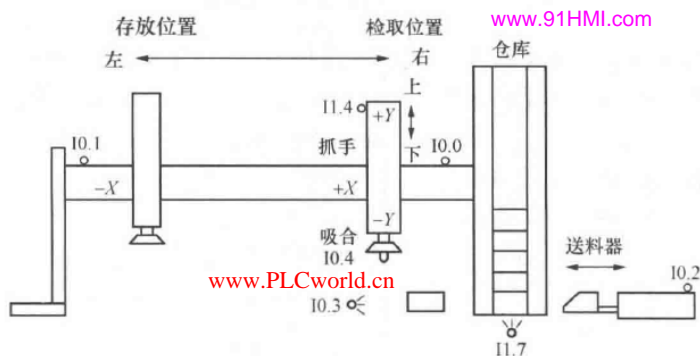 www.91HMI.com
存放位置
检取位置
仓库
左
右
上
I1.4
+Y
I0.1
抓手
下
I0.0
-X
+X
-Y
吸合
I0.4
送料器
www.PLCworld.cn
I0.2
I0.3
I1.7